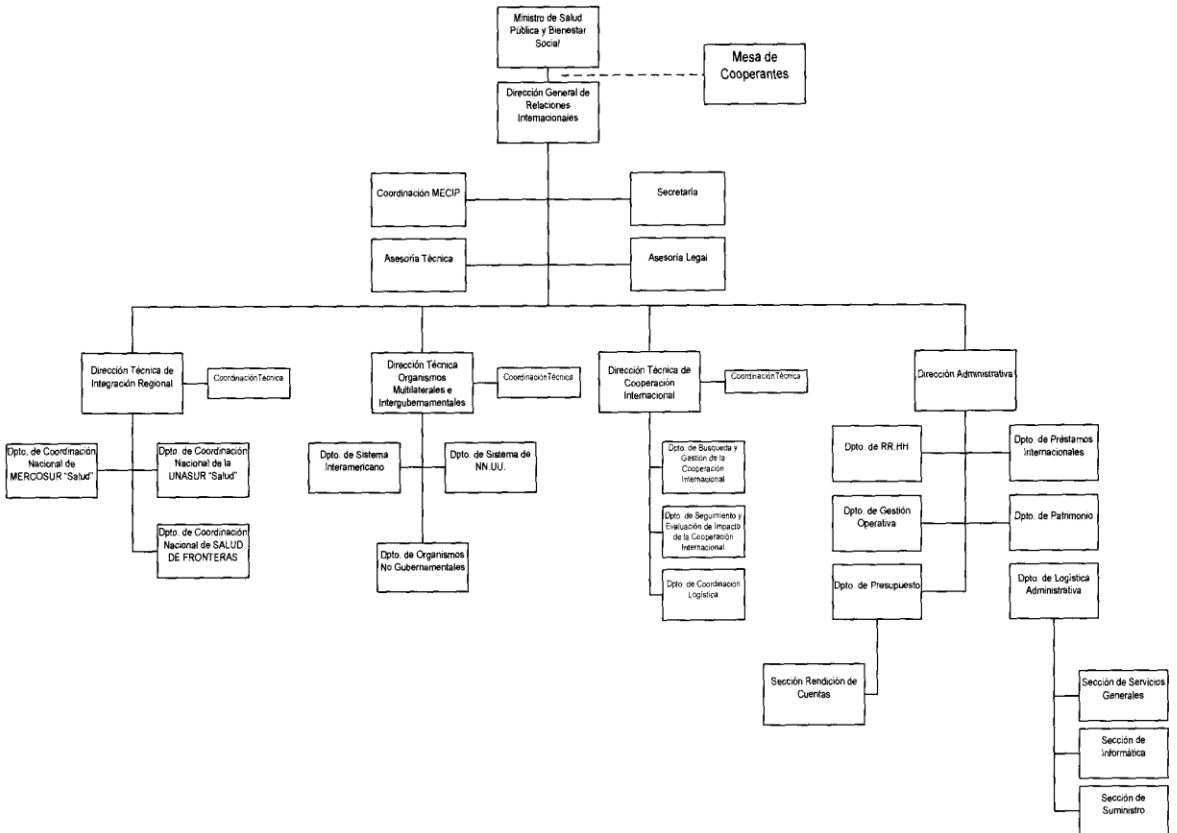 Ministro de Salud
Pública y Bienestar
Social
Mesa de
Cooperantes
Dirección General de
Relaciones
Internacionales
Coordinación MECIP
Secretaría
Asesoría Técnica
Asesoría Legal
Dirección Técnica de
Integración Regional
Coordinación Técnica
Dirección Técnica
Organismos
Multilaterales e
Intergubernamentales
Coordinación Técnica
Dirección Técnica de
Cooperación
Internacional
Coordinación Técnica
Dirección Administrativa
Dpto. de Coordinación
Nacional de
MERCOSUR "Salud"
Dpto. de Coordinación
Nacional de la
UNASUR "Salud"
Dpto. de Coordinación
Nacional de SALUD
DE FRONTERAS
Dpto. de Sistema
Interamericano
Dpto. de Sistema de
NN.UU.
Dpto. de Organismos
No Gubernamentales
Dpto. de Busqueda y
Gestión de la
Cooperación
Internacional
Dpto. de Seguimiento y
Evaluación de Impacto
de la Cooperación
Internacional
Dpto. de Coordinación
Logística
Dpto. de RR.HH
Dpto. de Préstamos
Internacionales
Dpto. de Gestión
Operativa
Dpto. de Patrimonio
Dpto. de Presupuesto
Dpto. de Logística
Administrativa
Sección Rendición de
Cuentas
Sección de Servicios
Generales
Sección de
Informática
Sección de
Suministro